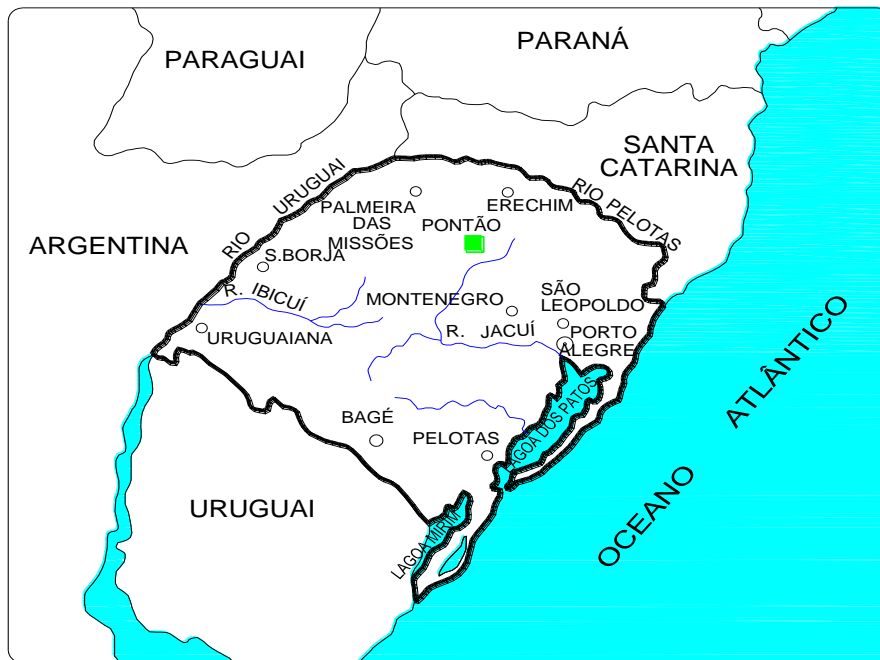 PARANÁ
PARAGUAI
SANTA
CATARINA
RIO URUGUAI
RIO PELOTAS
PALMEIRA
DAS
MISSÕES
ERECHIM
PONTÃO
ARGENTINA
S.BORJA
R. IBICUÍ
MONTENEGRO
SÃO
LEOPOLDO
URUGUAIANA
R. JACUÍ
PORTO
ALEGRE
OCEANO ATLÂNTICO
LAGOA DOS PATOS
BAGÉ
PELOTAS
URUGUAI
LAGOA MIRIM